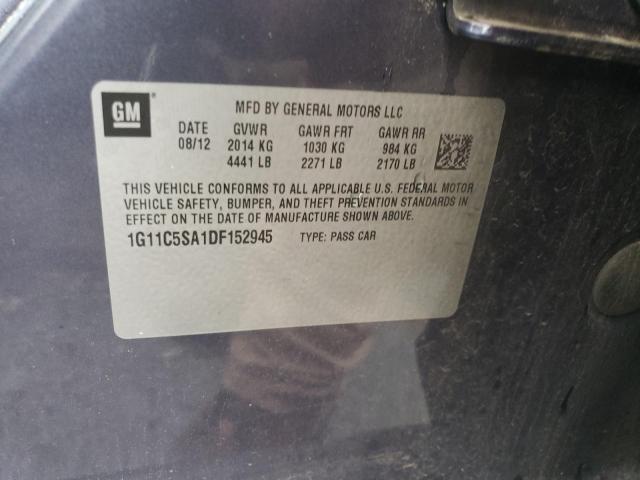 GM
MFD BY GENERAL MOTORS LLC
DATE GVWR GAWR FRT GAWR RR
08/12 2014 KG 1030 KG 984 KG
4441 LB 2271 LB 2170 LB
THIS VEHICLE CONFORMS TO ALL APPLICABLE U.S. FEDERAL MOTOR
VEHICLE SAFETY, BUMPER, AND THEFT PREVENTION STANDARDS IN
EFFECT ON THE DATE OF MANUFACTURE SHOWN ABOVE.
1G11C5SA1DF152945 TYPE: PASS CAR